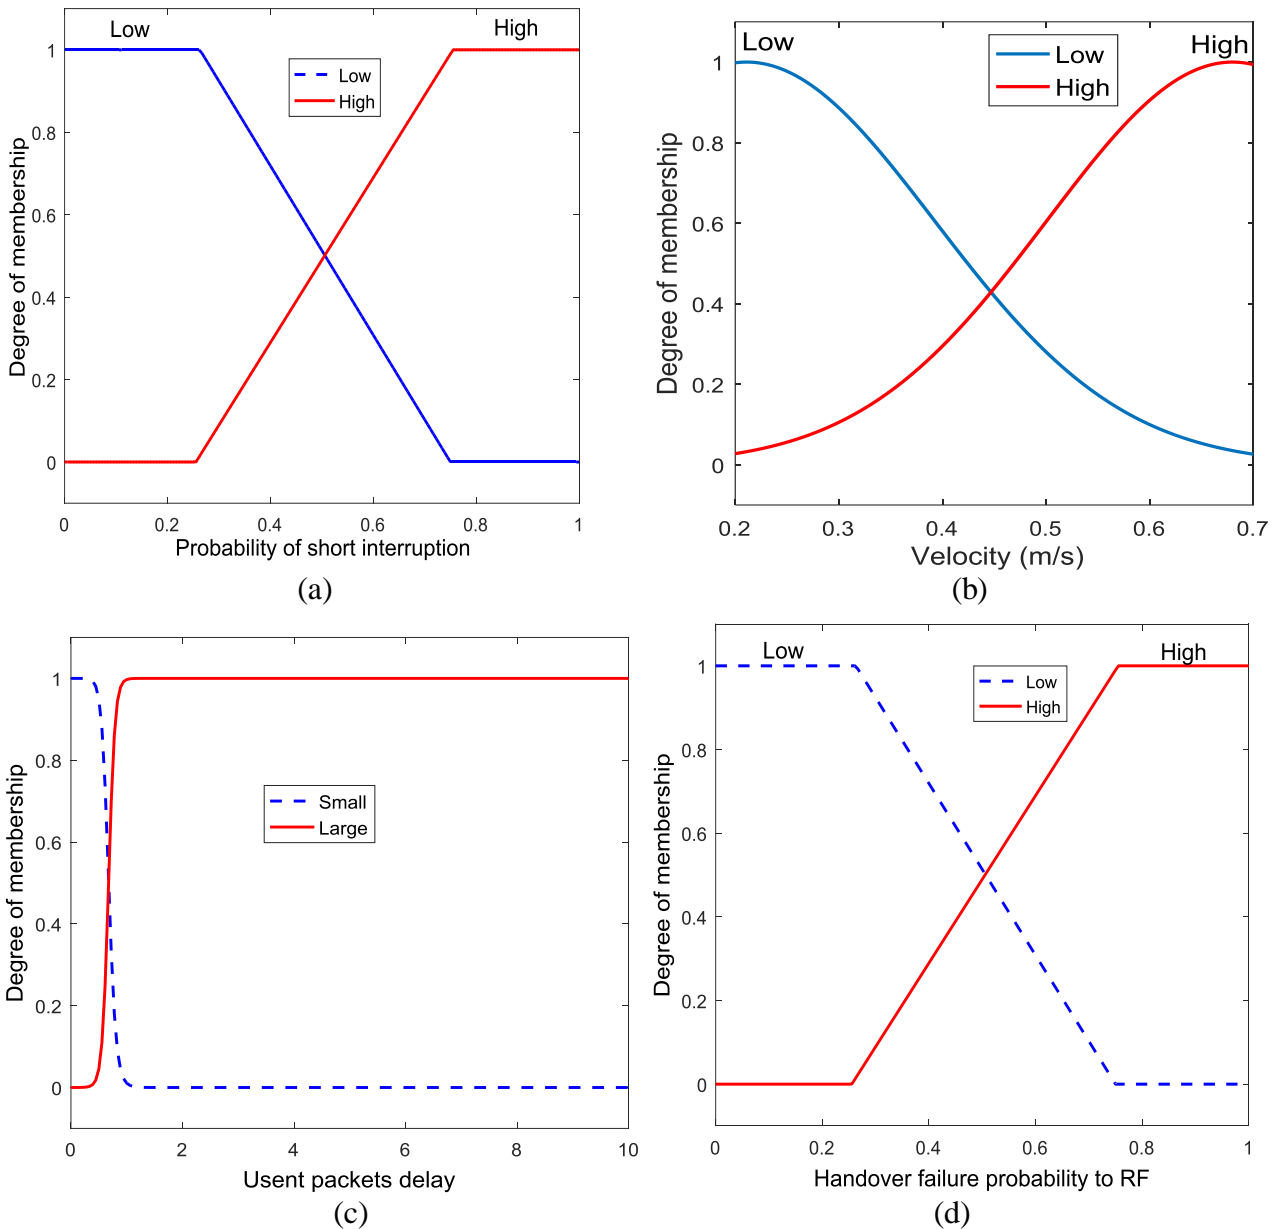 Low
High
Low
High
Degree of membership
1
0.8
0.6
0.4
0.2
0
0
0.2
0.4
0.6
0.8
1
Probability of short interruption
(a)
Low
High
Low
High
Degree of membership
1
0.8
0.6
0.4
0.2
0
0.2
0.3
0.4
0.5
0.6
0.7
Velocity (m/s)
(b)
Small
Large
Degree of membership
1
0.8
0.6
0.4
0.2
0
0
2
4
6
8
10
Usent packets delay
(c)
Low
High
Low
High
Degree of membership
1
0.8
0.6
0.4
0.2
0
0
0.2
0.4
0.6
0.8
1
Handover failure probability to RF
(d)